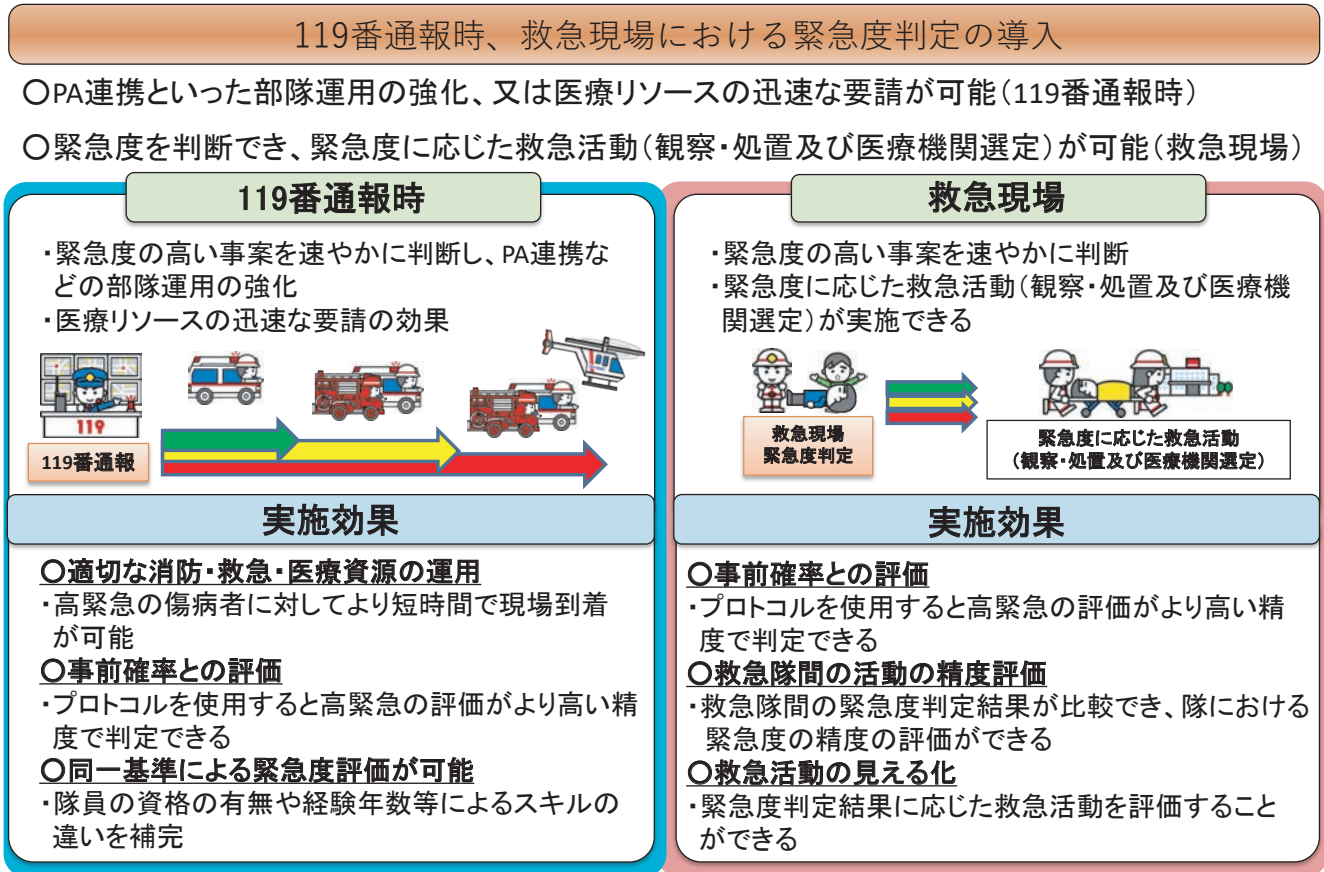 119番通報時、救急現場における緊急度判定の導入
〇PA連携といった部隊運用の強化、又は医療リソースの迅速な要請が可能(119番通報時)
〇緊急度を判断でき、緊急度に応じた救急活動(観察・処置及び医療機関選定)が可能(救急現場)
119番通報時
・緊急度の高い事案を速やかに判断し、PA連携な
どの部隊運用の強化
・医療リソースの迅速な要請の効果
119
119番通報
実施効果
〇適切な消防・救急・医療資源の運用
・高緊急の傷病者に対してより短時間で現場到着
が可能
〇事前確率との評価
・プロトコルを使用すると高緊急の評価がより高い精
度で判定できる
〇同一基準による緊急度評価が可能
・隊員の資格の有無や経験年数等によるスキルの
違いを補完
救急現場
・緊急度の高い事案を速やかに判断
・緊急度に応じた救急活動(観察・処置及び医療機
関選定)が実施できる
救急現場
緊急度判定
緊急度に応じた救急活動
(観察・処置及び医療機関選定)
実施効果
〇事前確率との評価
・プロトコルを使用すると高緊急の評価がより高い精
度で判定できる
〇救急隊間の活動の精度評価
・救急隊間の緊急度判定結果が比較でき、隊における
緊急度の精度の評価ができる
〇救急活動の見える化
・緊急度判定結果に応じた救急活動を評価すること
ができる